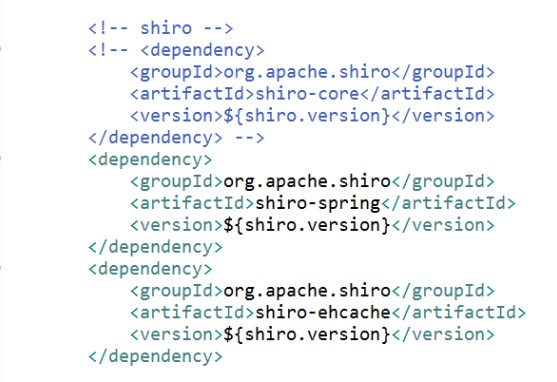 <!-- shiro -->
<!-- <dependency>
<groupId>org.apache.shiro</groupId>
<artifactId>shiro-core</artifactId>
<version>${shiro.version}</version>
</dependency> -->
<dependency>
<groupId>org.apache.shiro</groupId>
<artifactId>shiro-spring</artifactId>
<version>${shiro.version}</version>
</dependency>
<dependency>
<groupId>org.apache.shiro</groupId>
<artifactId>shiro-ehcache</artifactId>
<version>${shiro.version}</version>
</dependency>